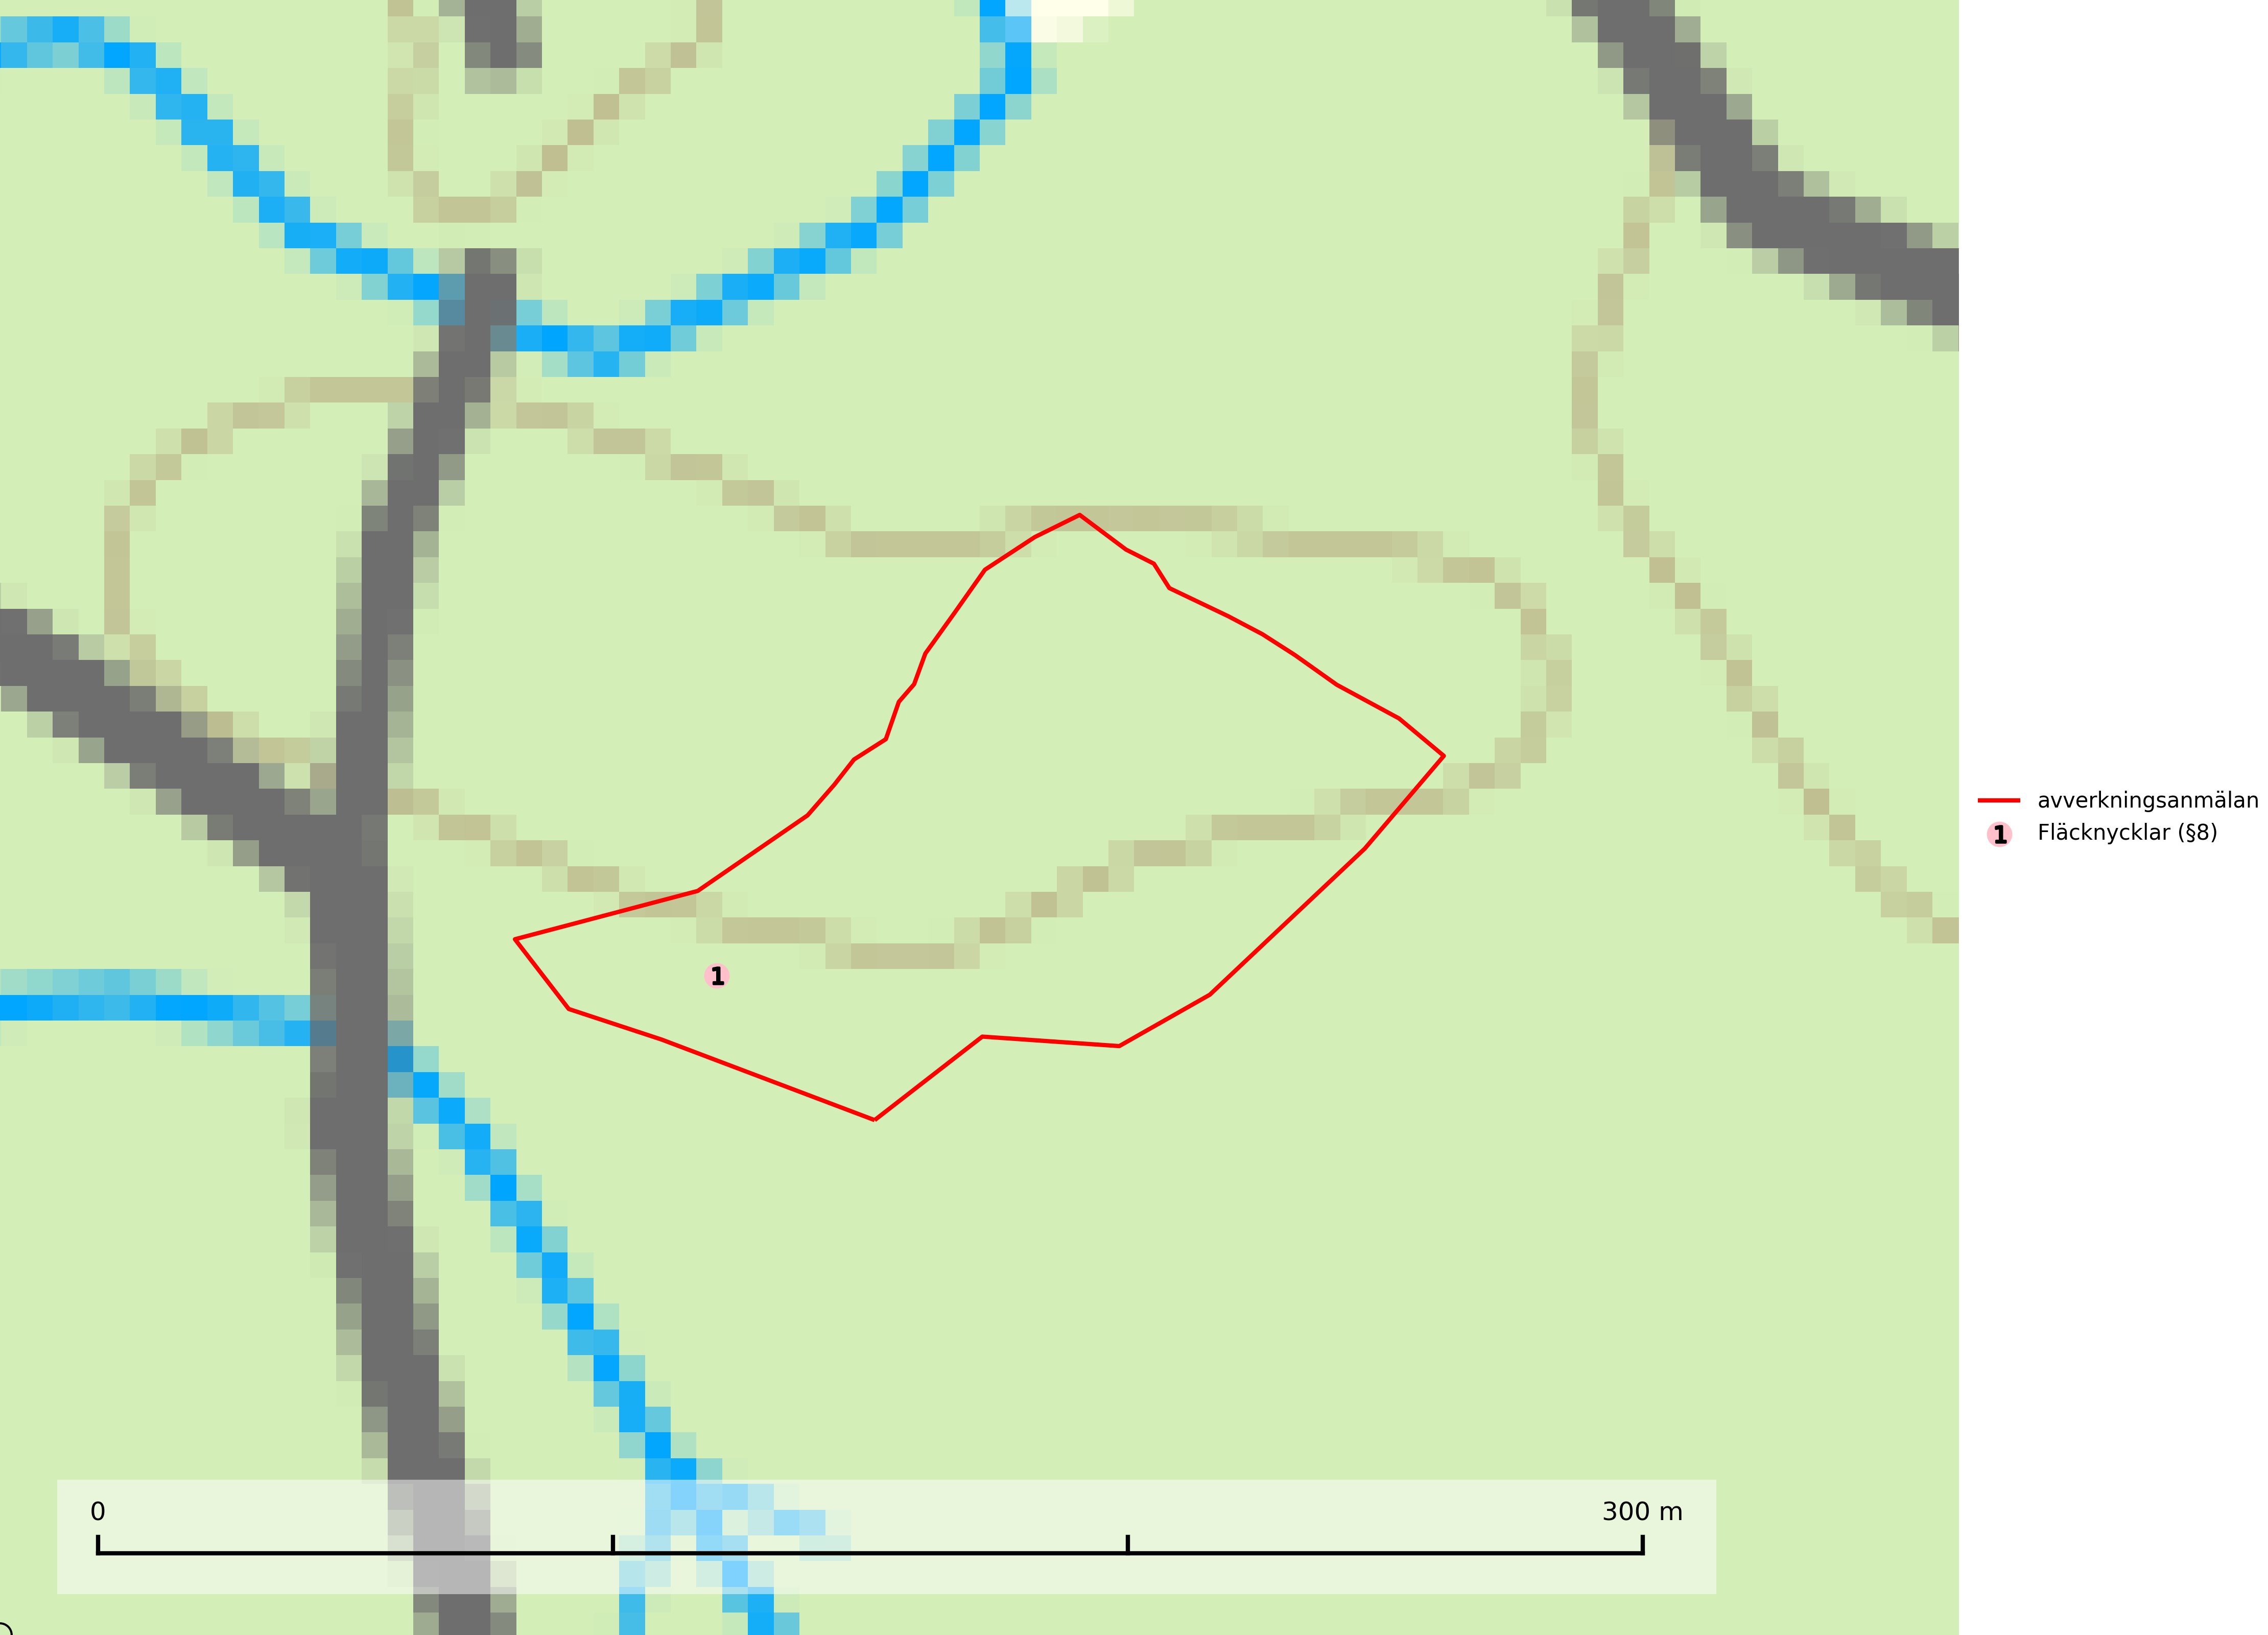 avverkningsanmälan
1 Fläcknycklar (§8)
1
0 300 m